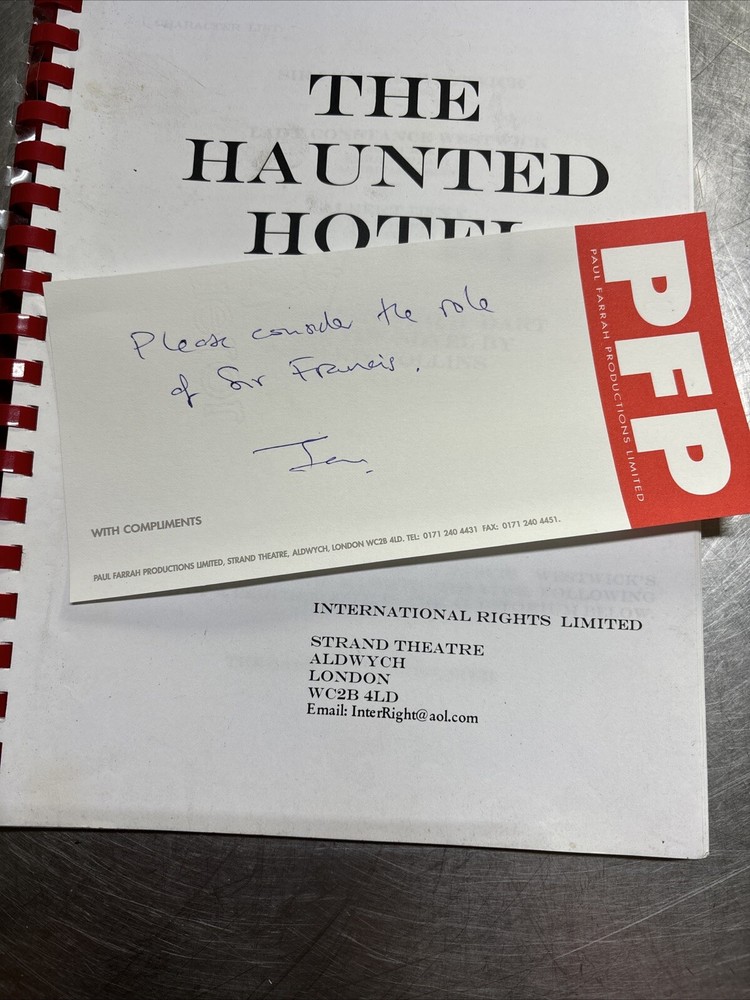 THE
HAUNTED
HOTEL
Please consider the role
of Sir Francis.
Ian.
PFP
PAUL FARRAH PRODUCTIONS LIMITED
WITH COMPLIMENTS
PAUL FARRAH PRODUCTIONS LIMITED, STRAND THEATRE, ALDWYCH, LONDON WC2B 4LD. TEL: 0171 240 4431 FAX: 0171 240 4451.
INTERNATIONAL RIGHTS LIMITED
STRAND THEATRE
ALDWYCH
LONDON
WC2B 4LD
Email: InterRight@aol.com